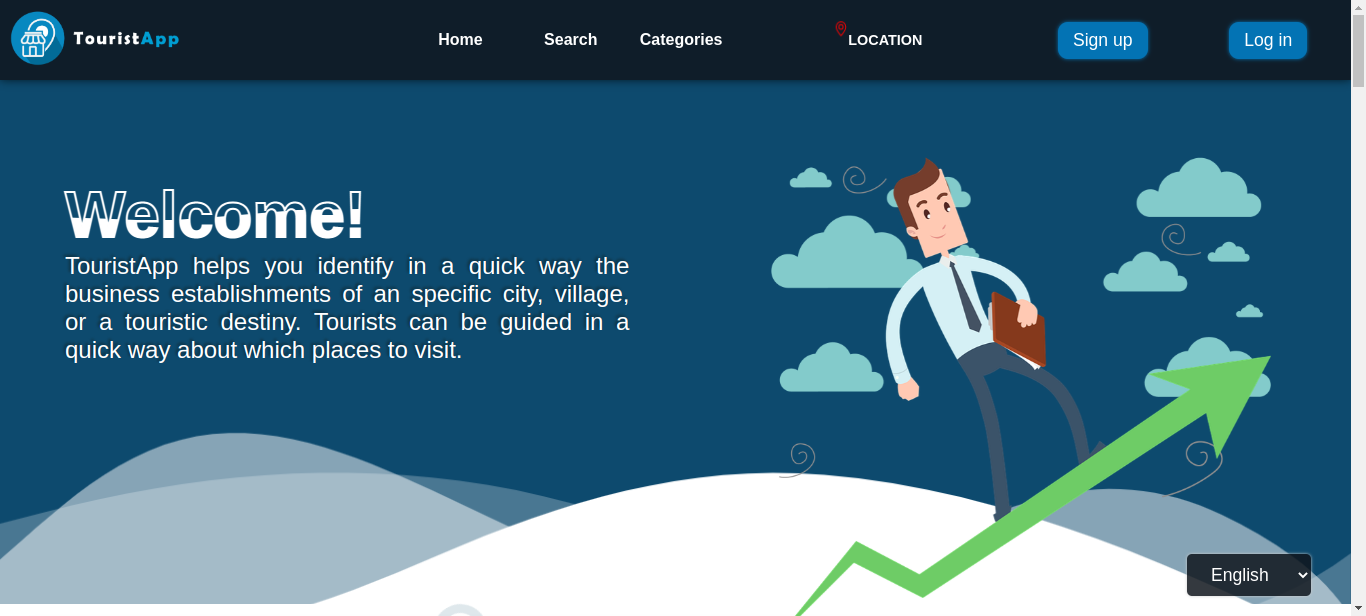 TouristApp
Home
Search
Categories
LOCATION
Sign up
Log in
Welcome!
TouristApp helps you identify in a quick way the
business establishments of an specific city, village,
or a touristic destiny. Tourists can be guided in a
quick way about which places to visit.
English